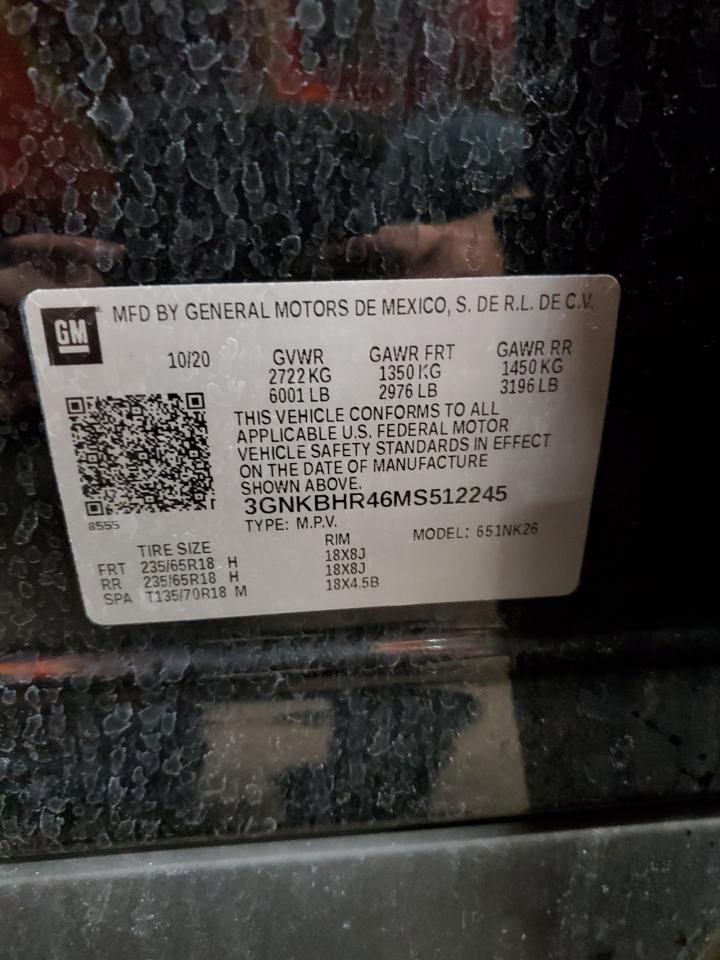 GM
MFD BY GENERAL MOTORS DE MEXICO, S. DE R.L. DE C.V.
10/20 GVWR GAWR FRT GAWR RR
2722 KG 1350 KG 1450 KG
6001 LB 2976 LB 3196 LB
THIS VEHICLE CONFORMS TO ALL
APPLICABLE U.S. FEDERAL MOTOR
VEHICLE SAFETY STANDARDS IN EFFECT
ON THE DATE OF MANUFACTURE
SHOWN ABOVE.
3GNKBHR46MS512245
8555
TYPE: M.P.V. MODEL: 651NK26
TIRE SIZE RIM
FRT 235/65R18 H 18X8J
RR 235/65R18 H 18X8J
SPA T135/70R18 M 18X4.5B